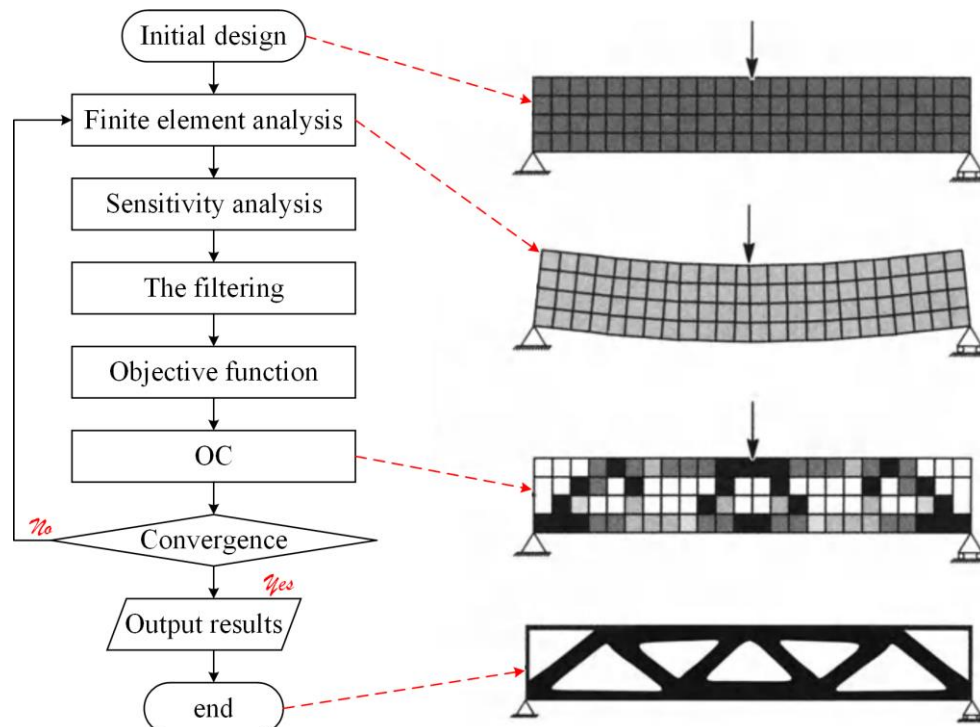 Initial design
Finite element analysis
Sensitivity analysis
The filtering
Objective function
OC
No
Convergence
Yes
Output results
end